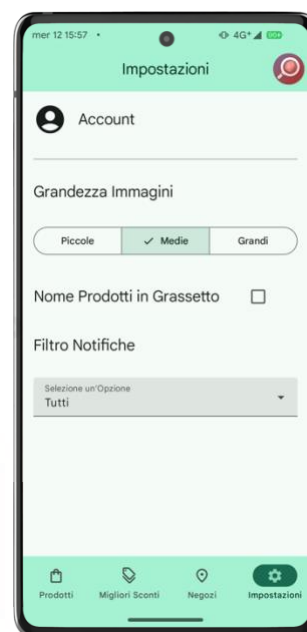 mer 12 15:57
4G+
Impostazioni
Account
Grandezza Immagini
Piccole
Medie
Grandi
Nome Prodotti in Grassetto
Filtro Notifiche
Selezione un'Opzione
Tutti
Prodotti
Migliori Sconti
Negozi
Impostazioni